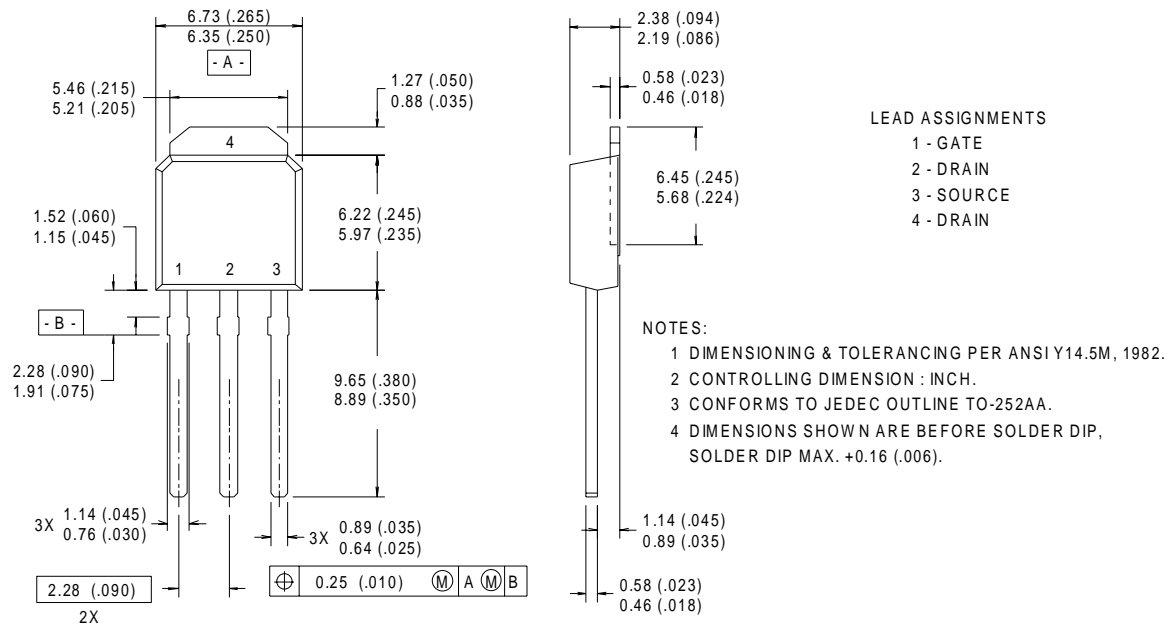 6.73 (.265)
6.35 (.250)
- A -
5.46 (.215)
5.21 (.205)
1.27 (.050)
0.88 (.035)
4
1.52 (.060)
1.15 (.045)
6.22 (.245)
5.97 (.235)
1 2 3
- B -
2.28 (.090)
1.91 (.075)
9.65 (.380)
8.89 (.350)
3X 1.14 (.045)
0.76 (.030)
3X 0.89 (.035)
0.64 (.025)
2.28 (.090)
2X
⌖ 0.25 (.010) Ⓜ A Ⓜ B
2.38 (.094)
2.19 (.086)
0.58 (.023)
0.46 (.018)
6.45 (.245)
5.68 (.224)
1.14 (.045)
0.89 (.035)
0.58 (.023)
0.46 (.018)
LEAD ASSIGNMENTS
1 - GATE
2 - DRAIN
3 - SOURCE
4 - DRAIN
NOTES:
1 DIMENSIONING & TOLERANCING PER ANSI Y14.5M, 1982.
2 CONTROLLING DIMENSION : INCH.
3 CONFORMS TO JEDEC OUTLINE TO-252AA.
4 DIMENSIONS SHOWN ARE BEFORE SOLDER DIP,
SOLDER DIP MAX. +0.16 (.006).